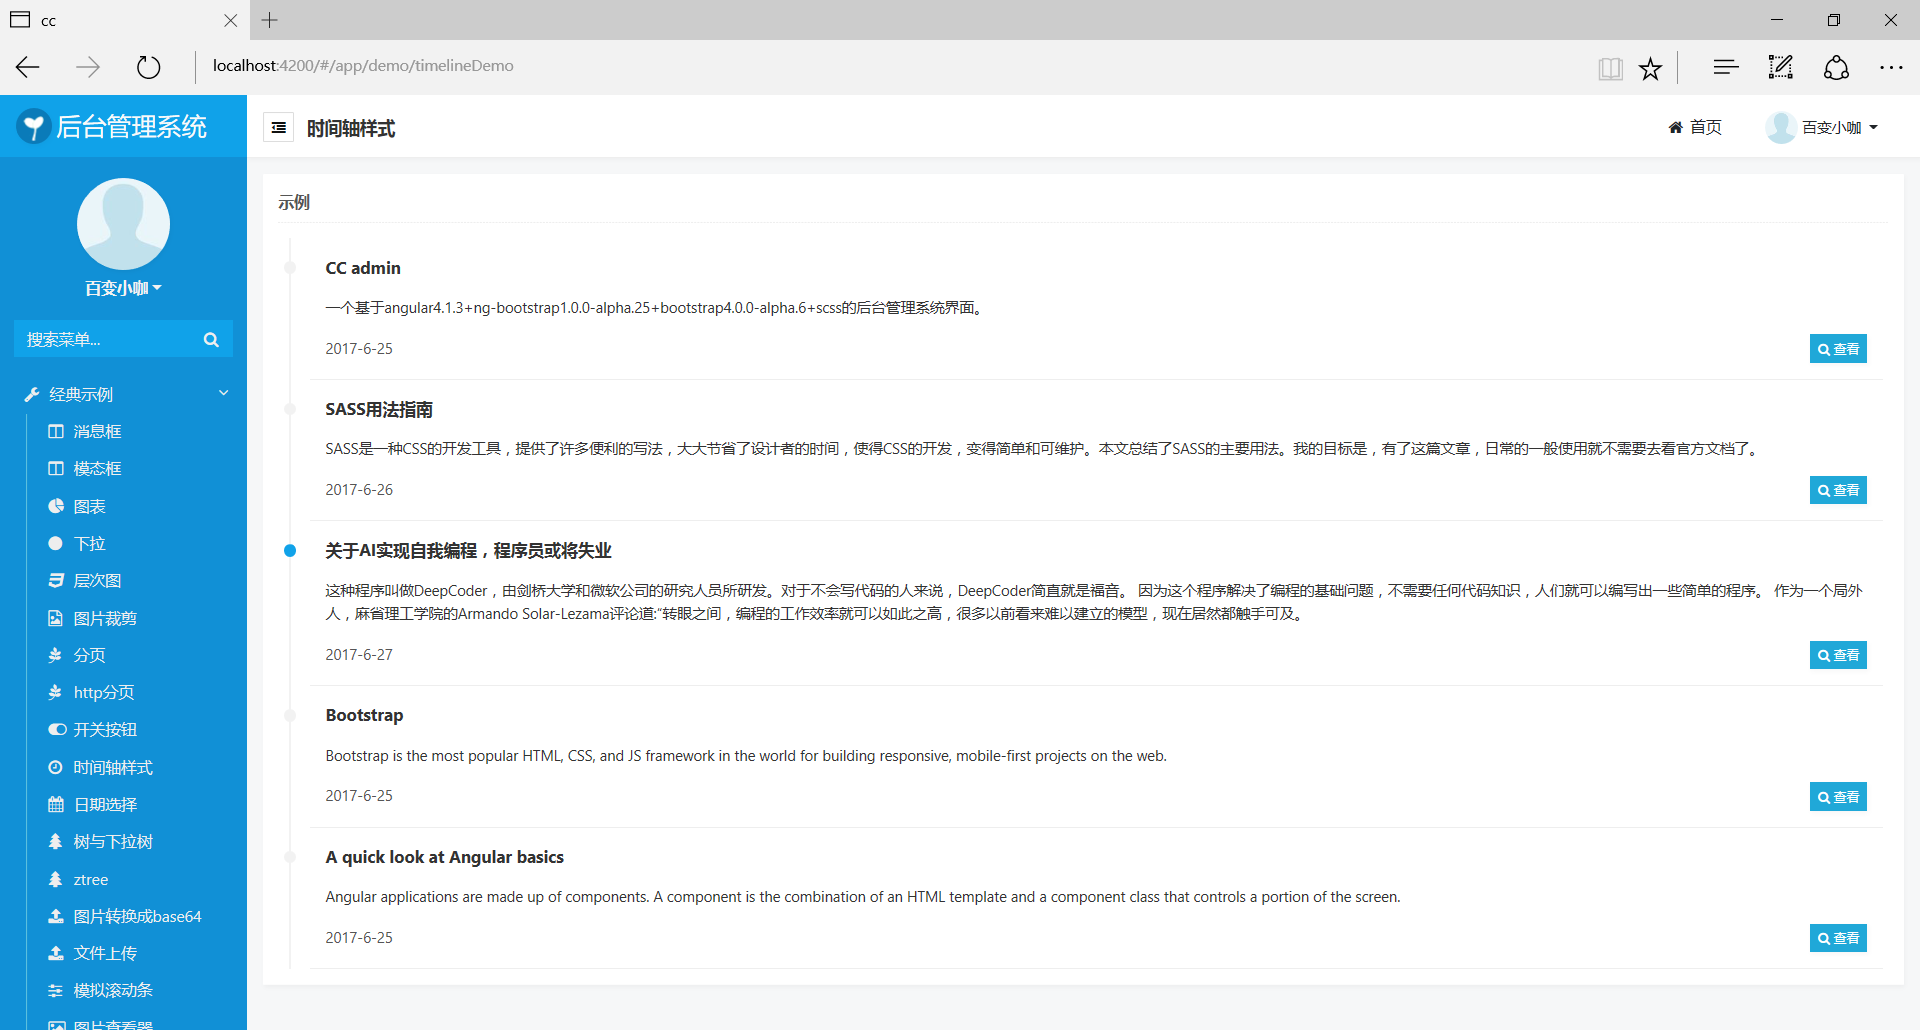 cc
localhost:4200/#/app/demo/timelineDemo
后台管理系统
时间轴样式
首页
百变小咖
百变小咖
搜索菜单...
经典示例
消息框
模态框
图表
下拉
层次图
图片裁剪
分页
http分页
开关按钮
时间轴样式
日期选择
树与下拉树
ztree
图片转换成base64
文件上传
模拟滚动条
图片查看器
示例
CC admin
一个基于angular4.1.3+ng-bootstrap1.0.0-alpha.25+bootstrap4.0.0-alpha.6+scss的后台管理系统界面。
2017-6-25
查看
SASS用法指南
SASS是一种CSS的开发工具，提供了许多便利的写法，大大节省了设计者的时间，使得CSS的开发，变得简单和可维护。本文总结了SASS的主要用法。我的目标是，有了这篇文章，日常的一般使用就不需要去看官方文档了。
2017-6-26
查看
关于AI实现自我编程，程序员或将失业
这种程序叫做DeepCoder，由剑桥大学和微软公司的研究人员所研发。对于不会写代码的人来说，DeepCoder简直就是福音。 因为这个程序解决了编程的基础问题，不需要任何代码知识，人们就可以编写出一些简单的程序。 作为一个局外
人，麻省理工学院的Armando Solar-Lezama评论道:“转眼之间，编程的工作效率就可以如此之高，很多以前看来难以建立的模型，现在居然都触手可及。
2017-6-27
查看
Bootstrap
Bootstrap is the most popular HTML, CSS, and JS framework in the world for building responsive, mobile-first projects on the web.
2017-6-25
查看
A quick look at Angular basics
Angular applications are made up of components. A component is the combination of an HTML template and a component class that controls a portion of the screen.
2017-6-25
查看